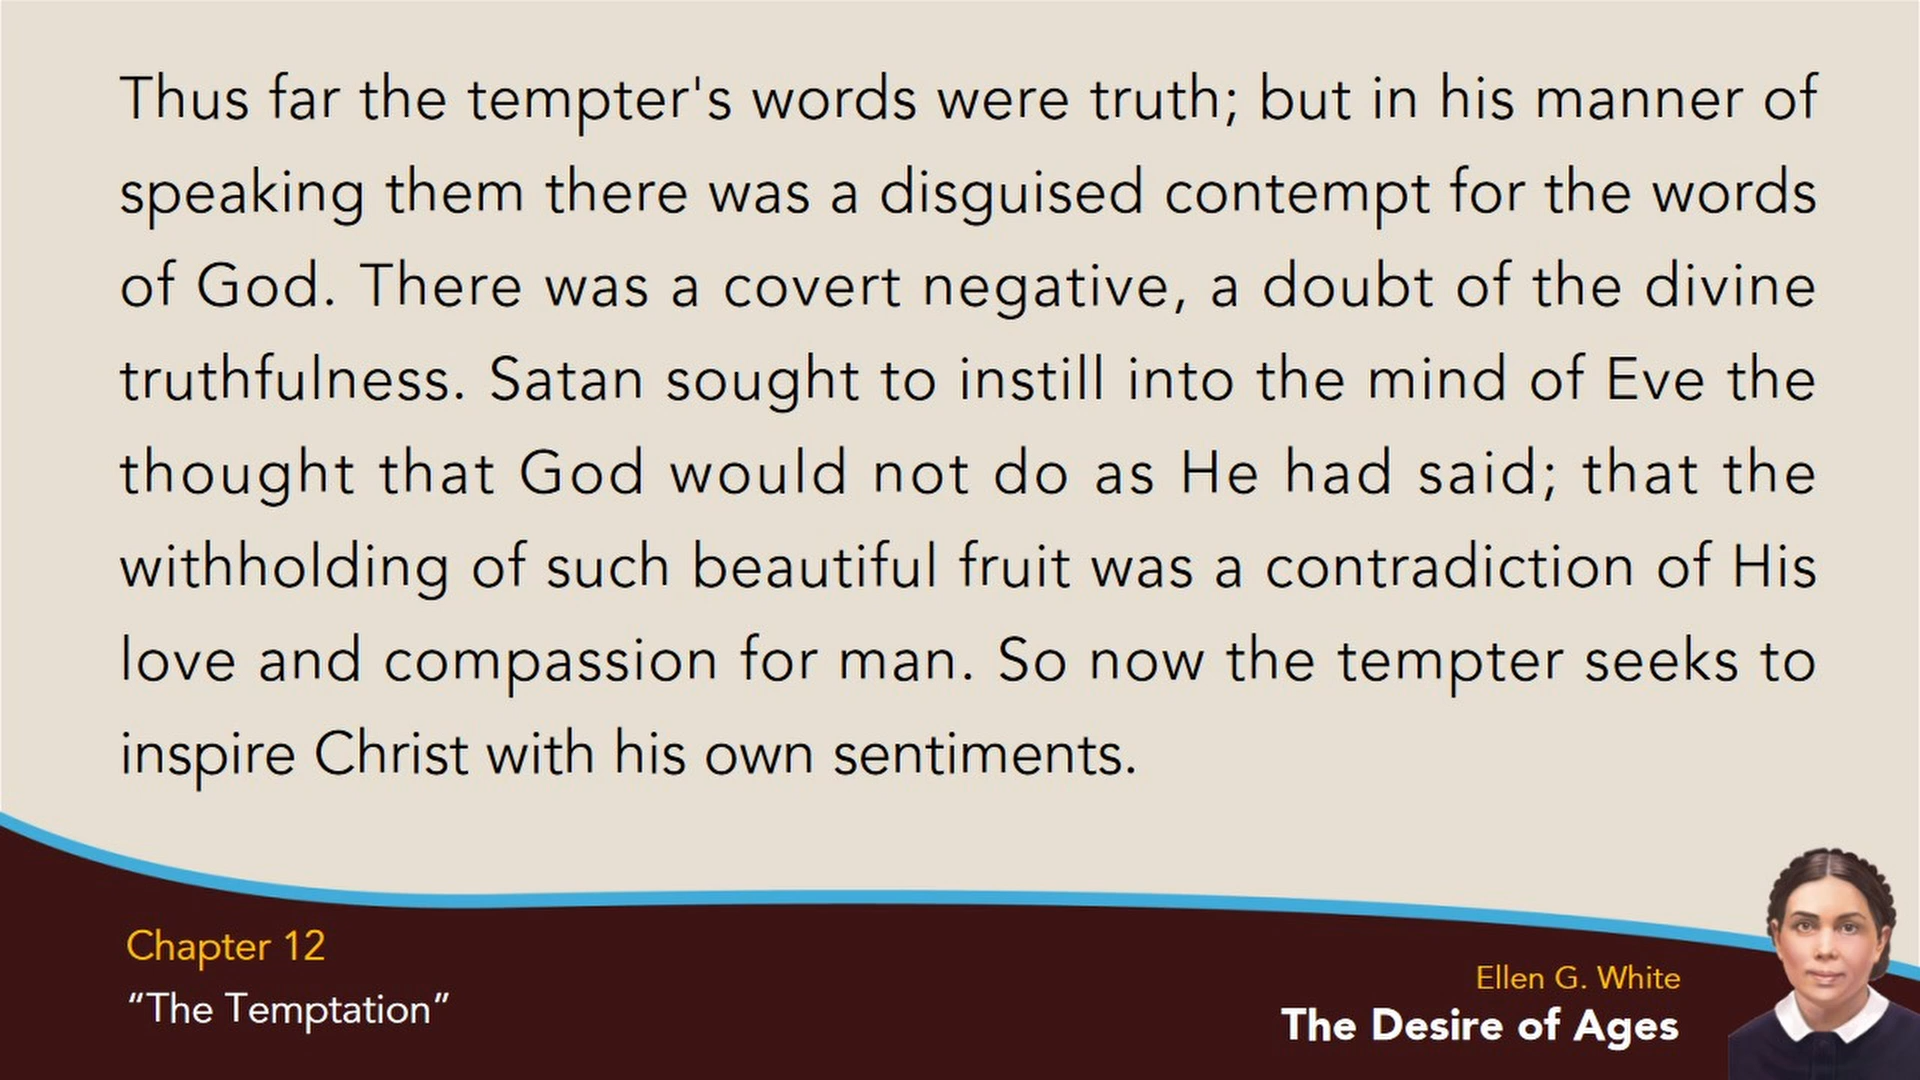 Thus far the tempter's words were truth; but in his manner of
speaking them there was a disguised contempt for the words
of God. There was a covert negative, a doubt of the divine
truthfulness. Satan sought to instill into the mind of Eve the
thought that God would not do as He had said; that the
withholding of such beautiful fruit was a contradiction of His
love and compassion for man. So now the tempter seeks to
inspire Christ with his own sentiments.
Chapter 12
“The Temptation”
Ellen G. White
The Desire of Ages